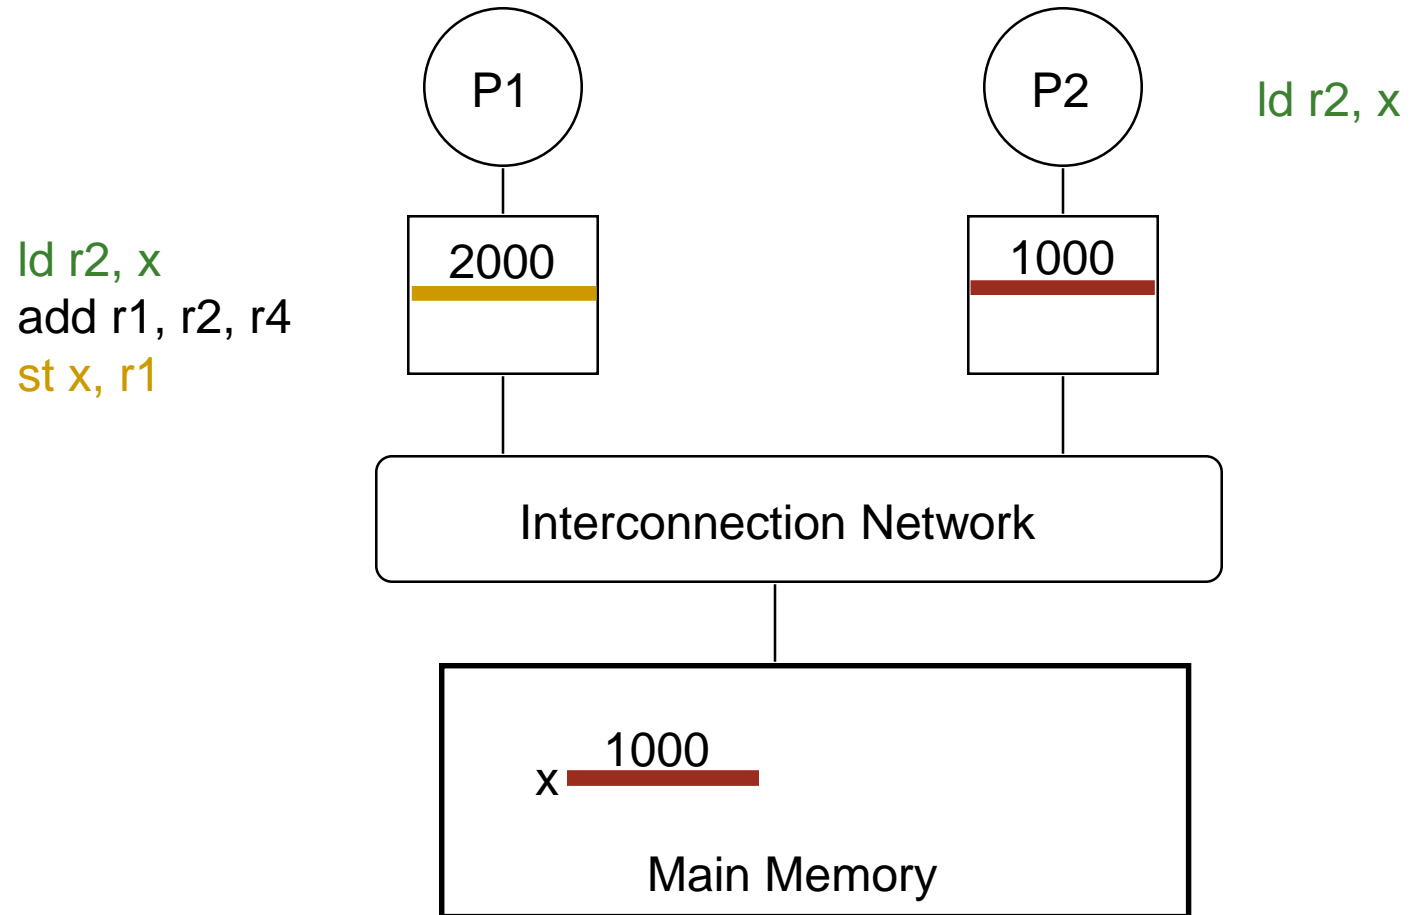 P1
P2
ld r2, x
ld r2, x
add r1, r2, r4
st x, r1
2000
1000
Interconnection Network
1000
x
Main Memory